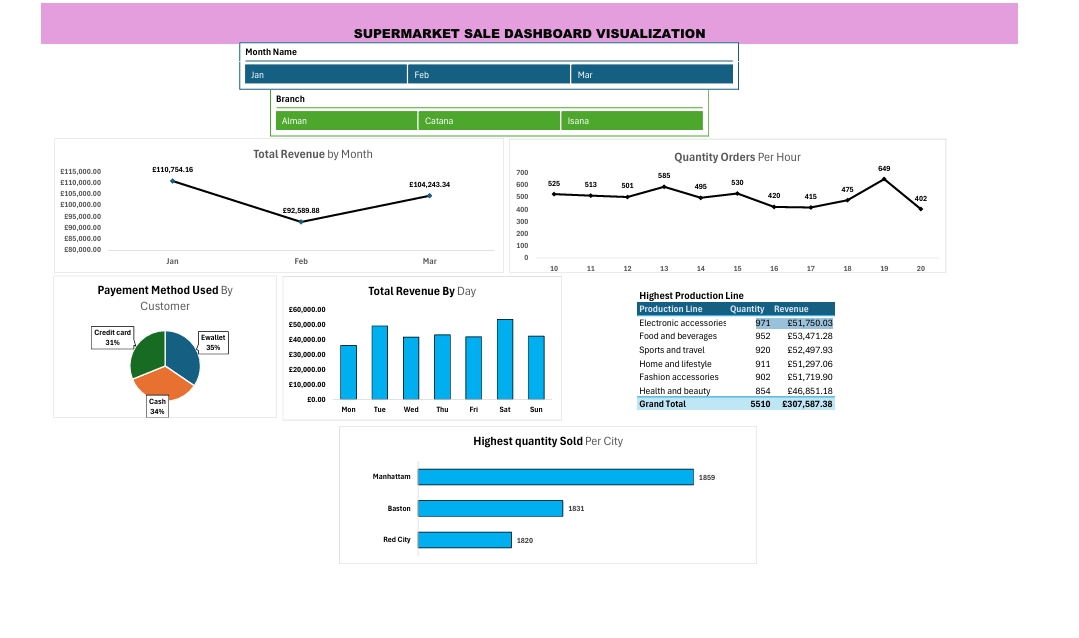 SUPERMARKET SALE DASHBOARD VISUALIZATION
Month Name
Jan Feb Mar
Branch
Alman Catana Isana
Total Revenue by Month
£115,000.00
£110,000.00
£105,000.00
£100,000.00
£95,000.00
£90,000.00
£85,000.00
£80,000.00
£110,754.16
£92,589.88
£104,243.34
Jan Feb Mar
Quantity Orders Per Hour
700
600
500
400
300
200
100
0
525 513 501 585 495 530 420 415 475 649 402
10 11 12 13 14 15 16 17 18 19 20
Payement Method Used By
Customer
Credit card
31%
Ewallet
35%
Cash
34%
Total Revenue By Day
£60,000.00
£50,000.00
£40,000.00
£30,000.00
£20,000.00
£10,000.00
£0.00
Mon Tue Wed Thu Fri Sat Sun
Highest Production Line
Production Line Quantity Revenue
Electronic accessories 971 £51,750.03
Food and beverages 952 £53,471.28
Sports and travel 920 £52,497.93
Home and lifestyle 911 £51,297.06
Fashion accessories 902 £51,719.90
Health and beauty 854 £46,851.18
Grand Total 5510 £307,587.38
Highest quantity Sold Per City
Manhattam 1859
Baston 1831
Red City 1820